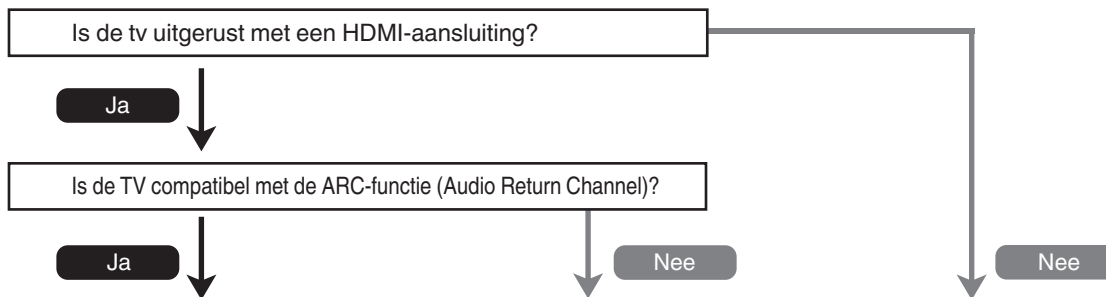 Is de tv uitgerust met een HDMI-aansluiting?
Ja
Is de TV compatibel met de ARC-functie (Audio Return Channel)?
Ja
Nee
Nee